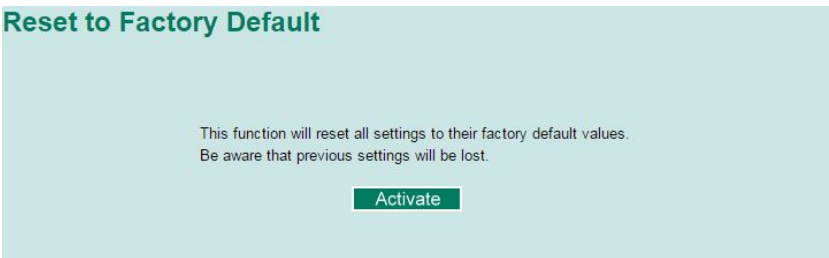 Reset to Factory Default
This function will reset all settings to their factory default values.
Be aware that previous settings will be lost.
Activate